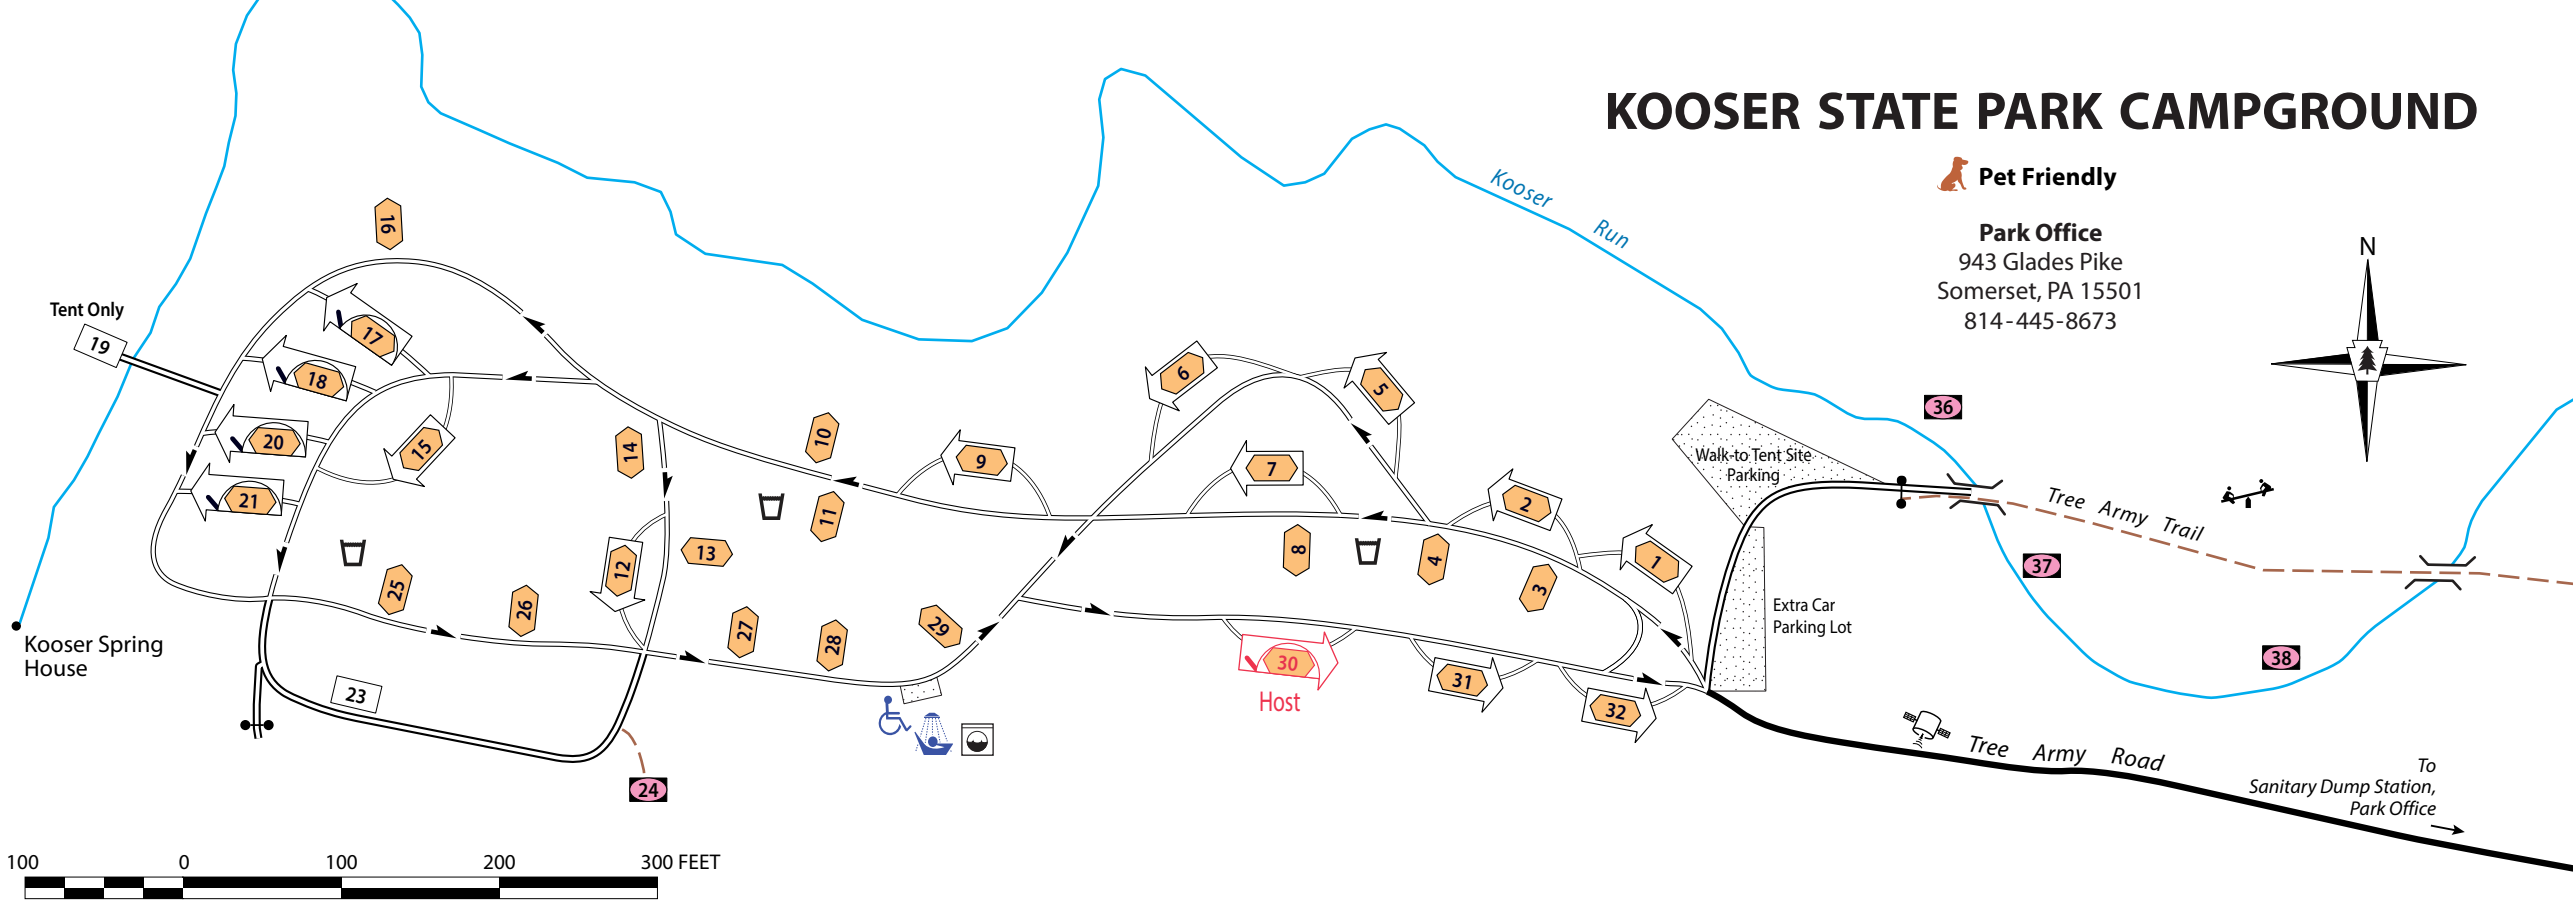 KOOSER STATE PARK CAMPGROUND
Pet Friendly
Park Office
943 Glades Pike
Somerset, PA 15501
814-445-8673
N
Kooser Run
Tent Only
19
16
17
18
20
21
15
14
10
11
9
13
12
6
5
7
2
1
8
4
3
25
26
27
28
29
23
24
30
Host
31
32
Walk-to Tent Site
Parking
Extra Car
Parking Lot
36
37
38
Tree Army Trail
Tree Army Road
To
Sanitary Dump Station,
Park Office
Kooser Spring
House
100 0 100 200 300 FEET